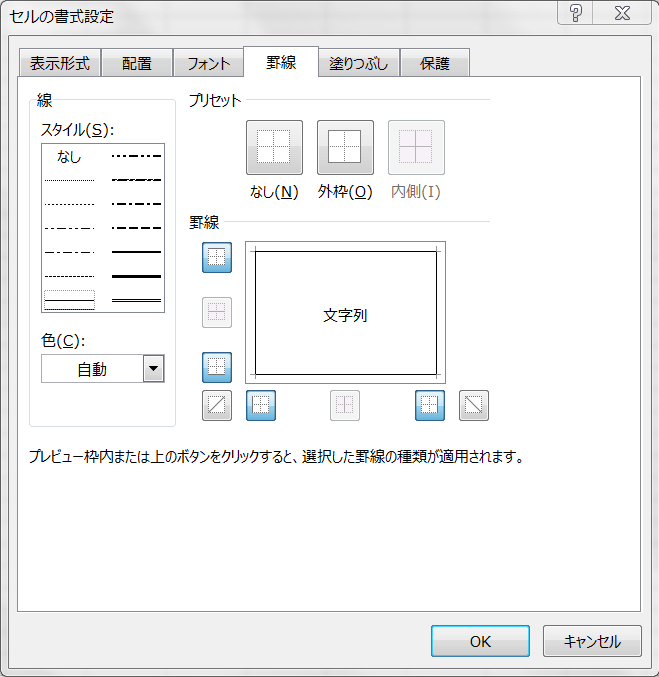 セルの書式設定
表示形式 配置 フォント 罫線 塗りつぶし 保護
線
スタイル(S):
なし
色(C):
自動
プリセット
なし(N) 外枠(O) 内側(I)
罫線
文字列
プレビュー枠内または上のボタンをクリックすると、選択した罫線の種類が適用されます。
OK キャンセル